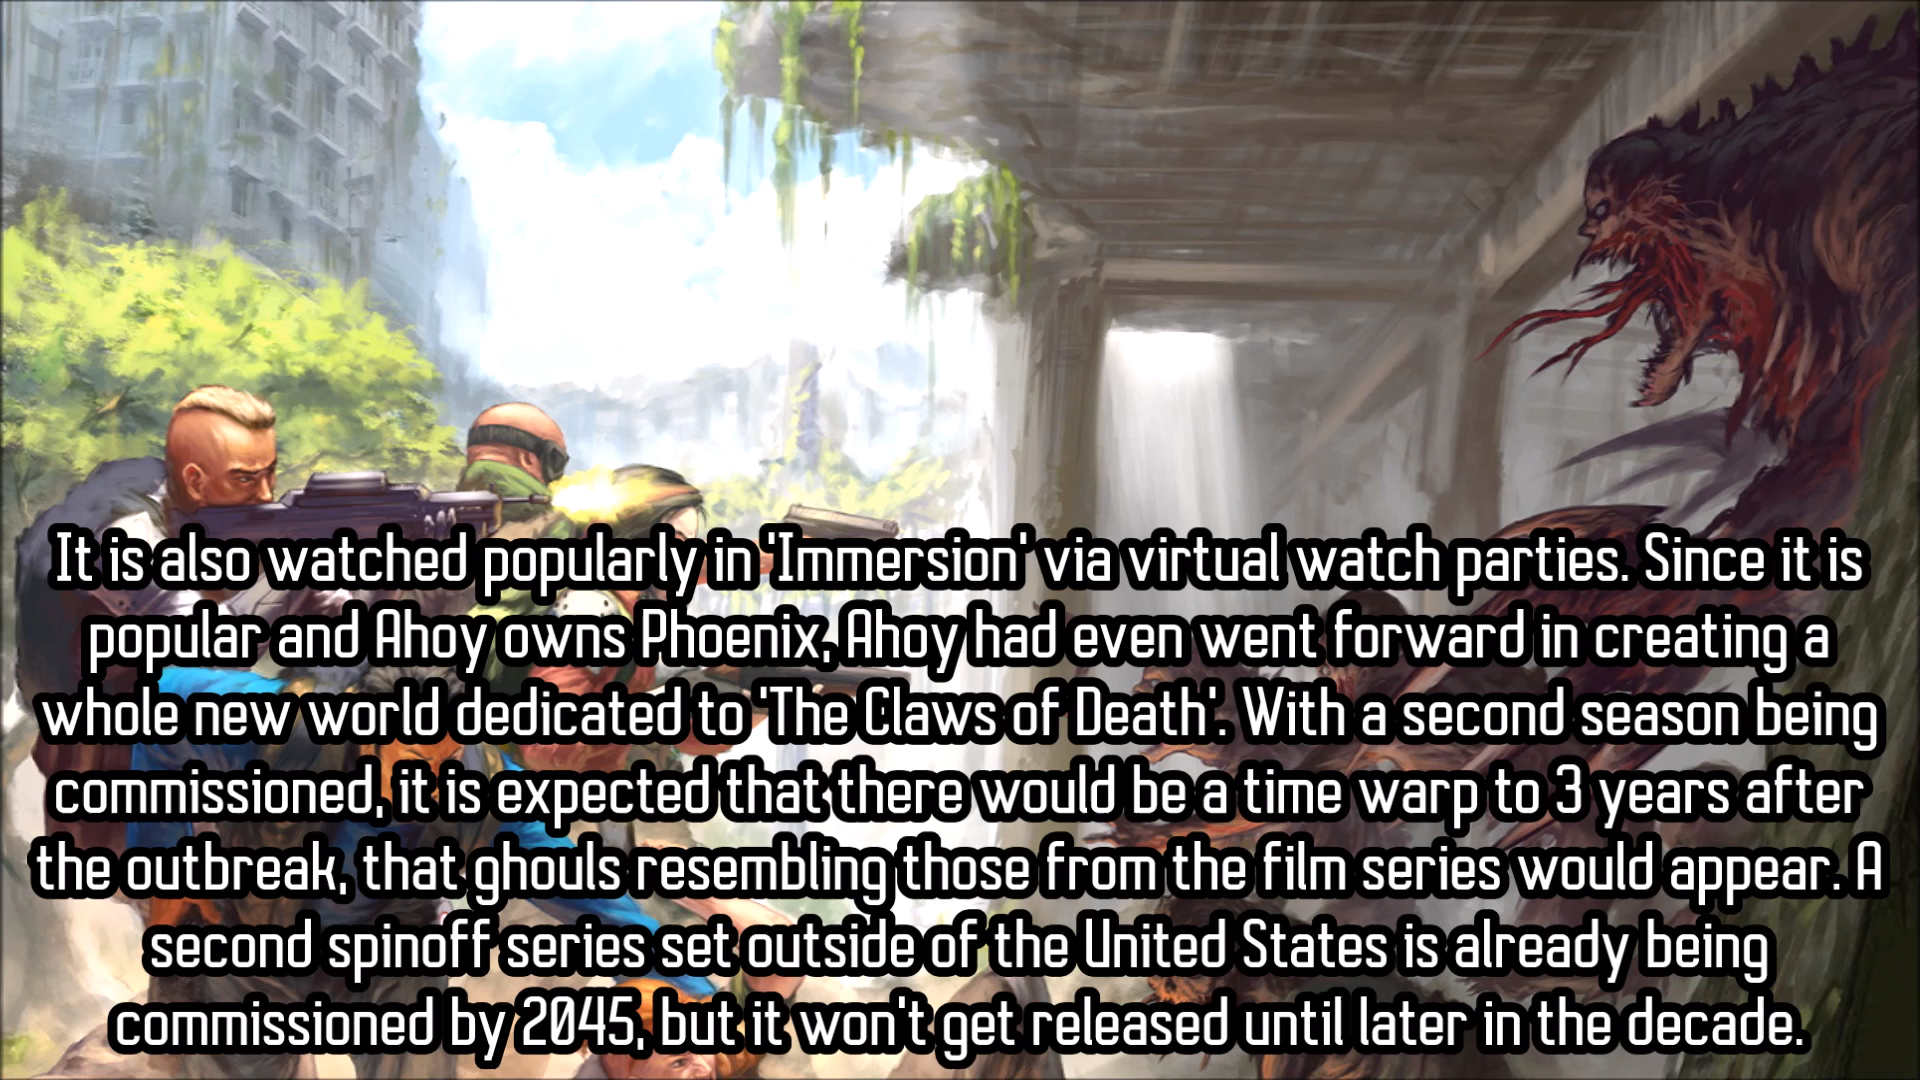 It is also watched popularly in 'Immersion' via virtual watch parties. Since it is
popular and Ahoy owns Phoenix, Ahoy had even went forward in creating a
whole new world dedicated to 'The Claws of Death'. With a second season being
commissioned, it is expected that there would be a time warp to 3 years after
the outbreak, that ghouls resembling those from the film series would appear. A
second spinoff series set outside of the United States is already being
commissioned by 2045, but it won't get released until later in the decade.